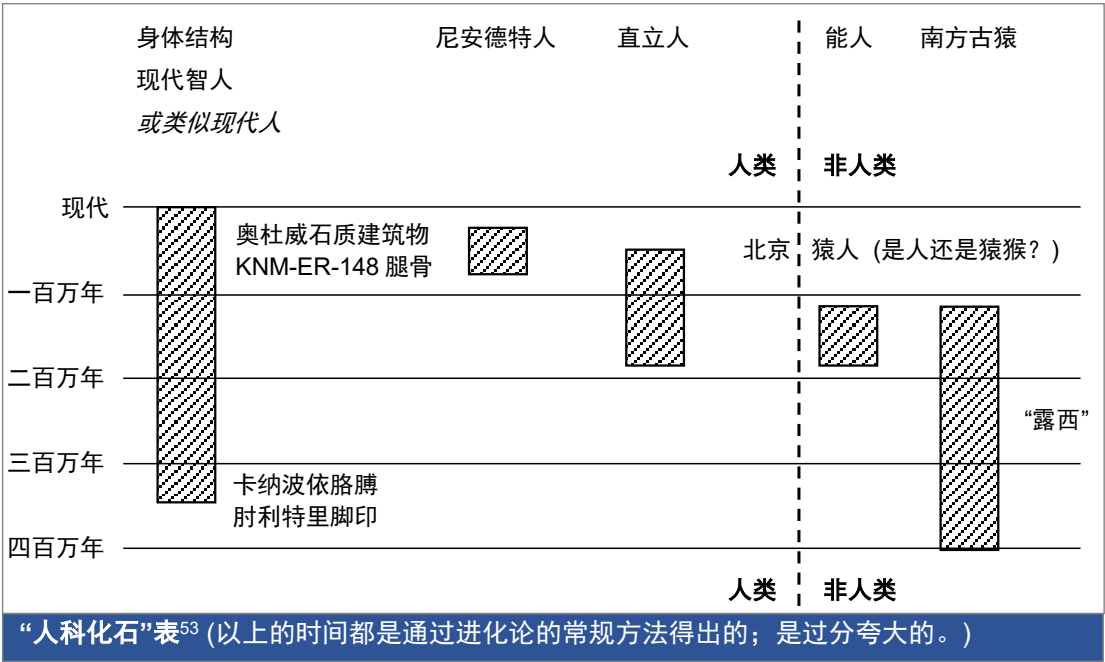 身体结构
现代智人
或类似现代人
尼安德特人
直立人
能人
南方古猿
人类
非人类
现代
奥杜威石质建筑物
KNM-ER-148 腿骨
北京
猿人 (是人还是猿猴? )
一百万年
二百万年
“露西”
三百万年
卡纳波依胳膊
肘利特里脚印
四百万年
人类
非人类
“人科化石”表53 (以上的时间都是通过进化论的常规方法得出的；是过分夸大的。)